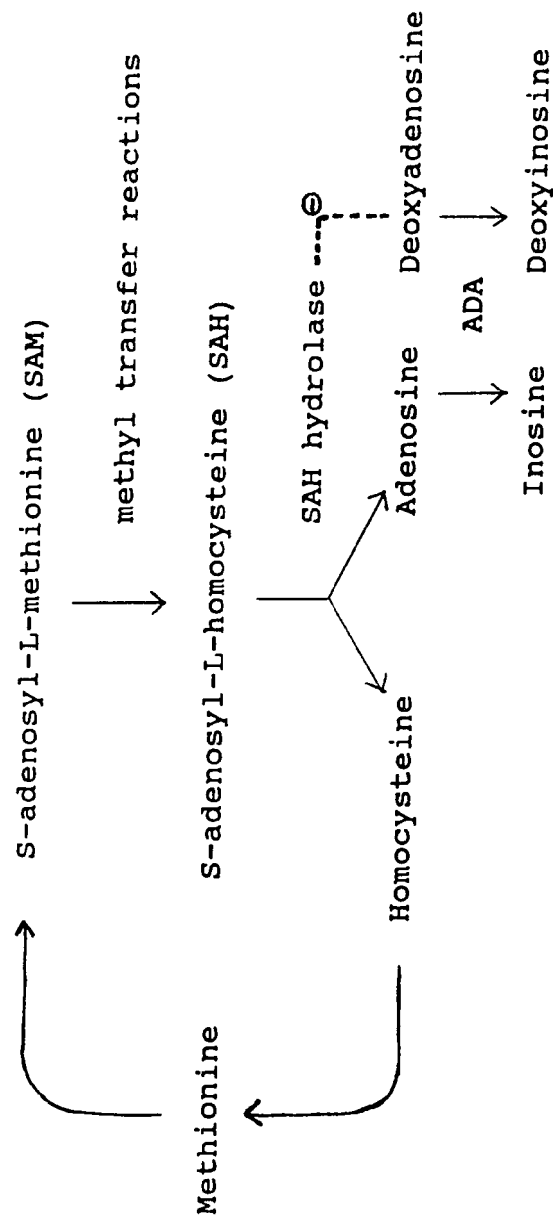 S-adenosyl-L-methionine (SAM)
methyl transfer reactions
Methionine
S-adenosyl-L-homocysteine (SAH)
SAH hydrolase
⊖
Homocysteine
Adenosine
Deoxyadenosine
ADA
Inosine
Deoxyinosine